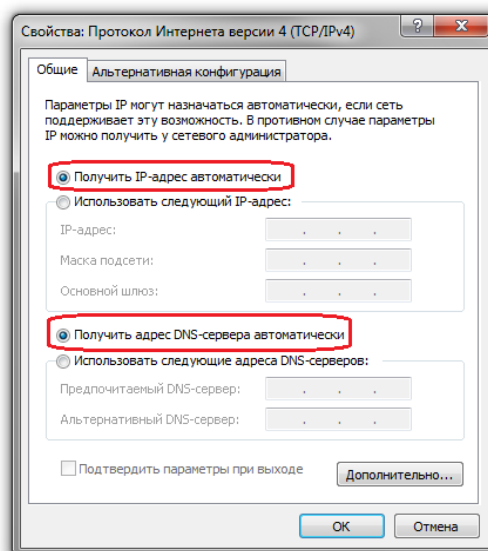 Свойства: Протокол Интернета версии 4 (TCP/IPv4)
Общие
Альтернативная конфигурация
Параметры IP могут назначаться автоматически, если сеть
поддерживает эту возможность. В противном случае параметры
IP можно получить у сетевого администратора.
Получить IP-адрес автоматически
Использовать следующий IP-адрес:
IP-адрес:
Маска подсети:
Основной шлюз:
Получить адрес DNS-сервера автоматически
Использовать следующие адреса DNS-серверов:
Предпочитаемый DNS-сервер:
Альтернативный DNS-сервер:
Подтвердить параметры при выходе
Дополнительно...
ОК
Отмена